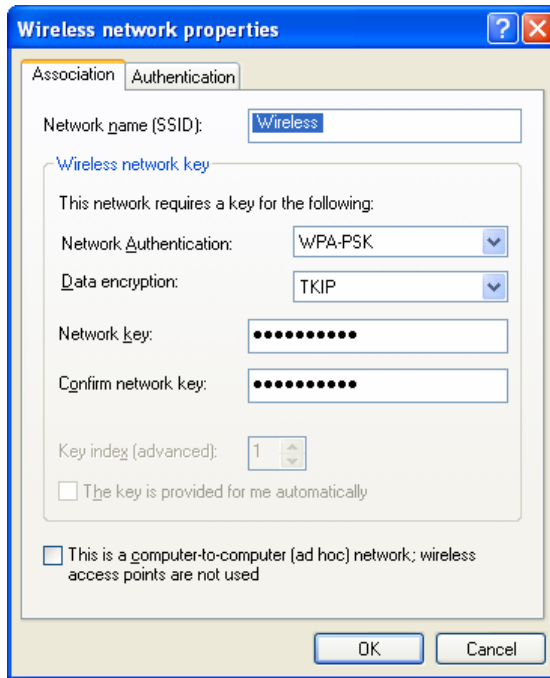 Wireless network properties
Association
Authentication
Network name (SSID):
Wireless
Wireless network key
This network requires a key for the following:
Network Authentication:
WPA-PSK
Data encryption:
TKIP
Network key:
••••••••••
Confirm network key:
••••••••••
Key index (advanced):
1
The key is provided for me automatically
This is a computer-to-computer (ad hoc) network; wireless
access points are not used
OK
Cancel